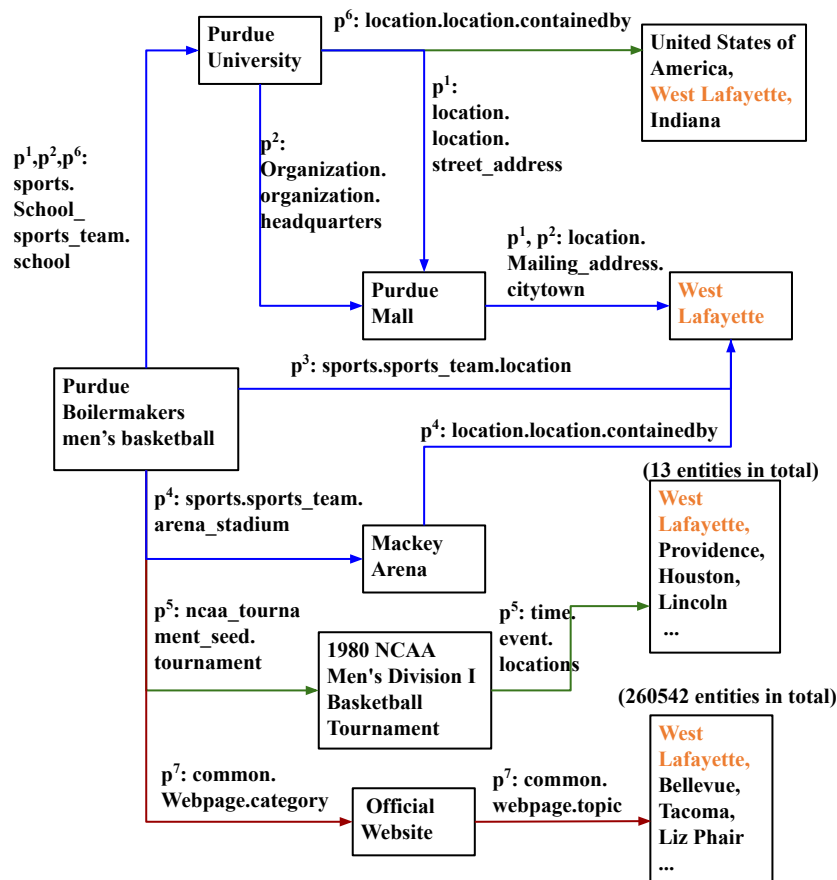 p⁶: location.location.containedby
Purdue
University
United States of
America,
West Lafayette,
Indiana
p¹:
location.
location.
street_address
p²:
Organization.
organization.
headquarters
p¹,p²,p⁶:
sports.
School_
sports_team.
school
p¹, p²: location.
Mailing_address.
citytown
Purdue
Mall
West
Lafayette
p³: sports.sports_team.location
Purdue
Boilermakers
men's basketball
p⁴: location.location.containedby
(13 entities in total)
p⁴: sports.sports_team.
arena_stadium
Mackey
Arena
West
Lafayette,
Providence,
Houston,
Lincoln
...
p⁵: ncaa_tourna
ment_seed.
tournament
p⁵: time.
event.
locations
1980 NCAA
Men's Division I
Basketball
Tournament
(260542 entities in total)
p⁷: common.
Webpage.category
Official
Website
p⁷: common.
webpage.topic
West
Lafayette,
Bellevue,
Tacoma,
Liz Phair
...